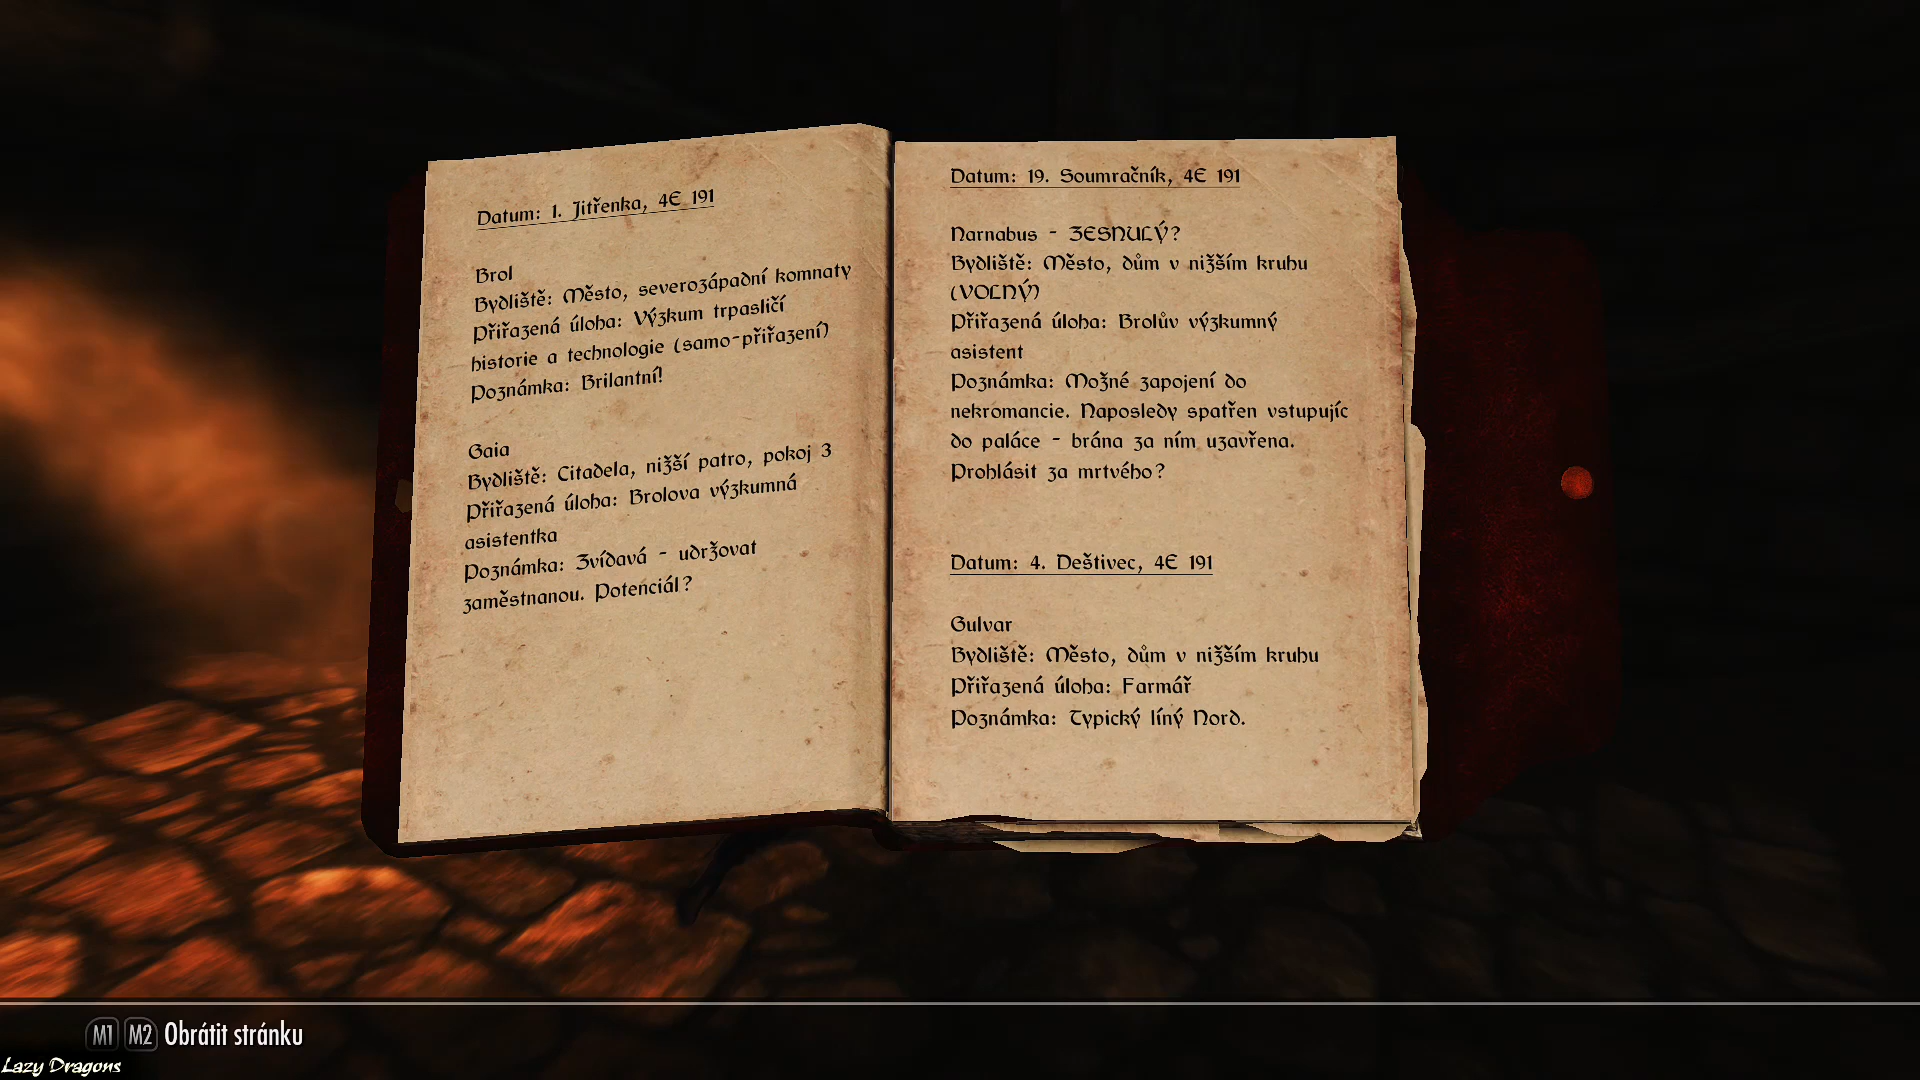 Datum: 1. Jitřenka, 4E 191
Brol
Bydliště: Město, severozápadní komnaty
Přiřazená úloha: Výzkum trpasličí
historie a technologie (samo-přiřazení)
Poznámka: Brilantní!
Gaia
Bydliště: Citadela, nižší patro, pokoj 3
Přiřazená úloha: Brolova výzkumná
asistentka
Poznámka: Zvídavá - udržovat
zaměstnanou. Potenciál?
Datum: 19. Soumračník, 4E 191
Narnabus - ZESNULÝ?
Bydliště: Město, dům v nižším kruhu
(VOLNÝ)
Přiřazená úloha: Brolův výzkumný
asistent
Poznámka: Možné zapojení do
nekromancie. Naposledy spatřen vstupujíc
do paláce - brána za ním uzavřena.
Prohlásit za mrtvého?
Datum: 4. Deštivec, 4E 191
Gulvar
Bydliště: Město, dům v nižším kruhu
Přiřazená úloha: Farmář
Poznámka: Typický líný Nord.
M1 M2 Obrátit stránku
Lazy Dragons